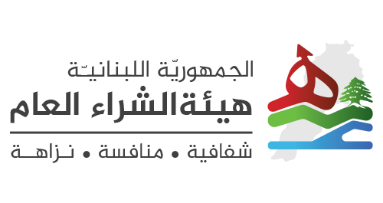 الجمهوريّة اللبنانيّة
هيئة الشراء العام
شفافية • منافسة • نزاهة